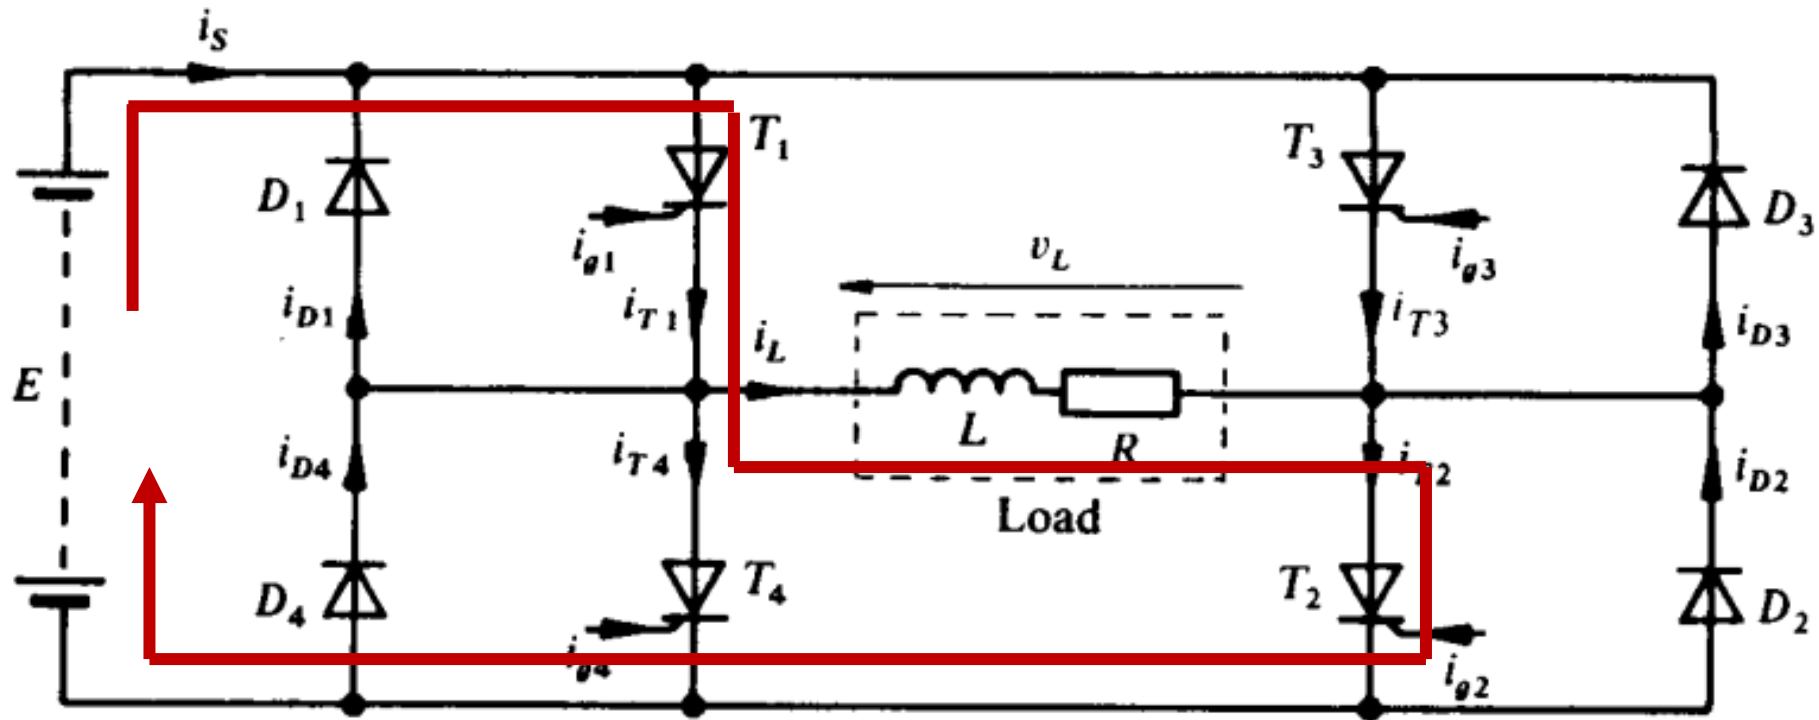 i_S
T_1
T_3
D_1
D_3
i_g1
v_L
i_g3
i_D1
i_T1
i_L
i_T3
i_D3
E
L
R
i_D4
i_T4
i_D2
Load
D_4
T_4
T_2
D_2
i_g4
i_g2